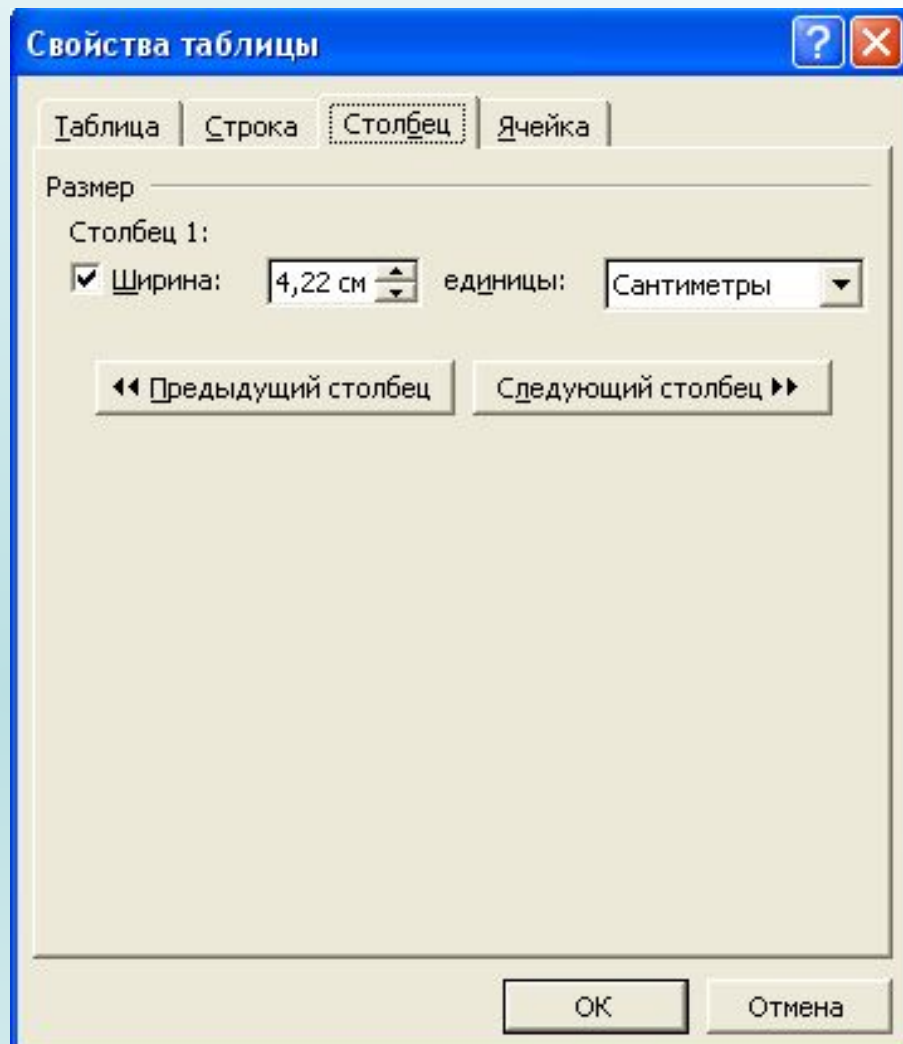 Свойства таблицы
Таблица Строка Столбец Ячейка
Размер
Столбец 1:
Ширина: 4,22 см единицы: Сантиметры
Предыдущий столбец Следующий столбец
ОК Отмена